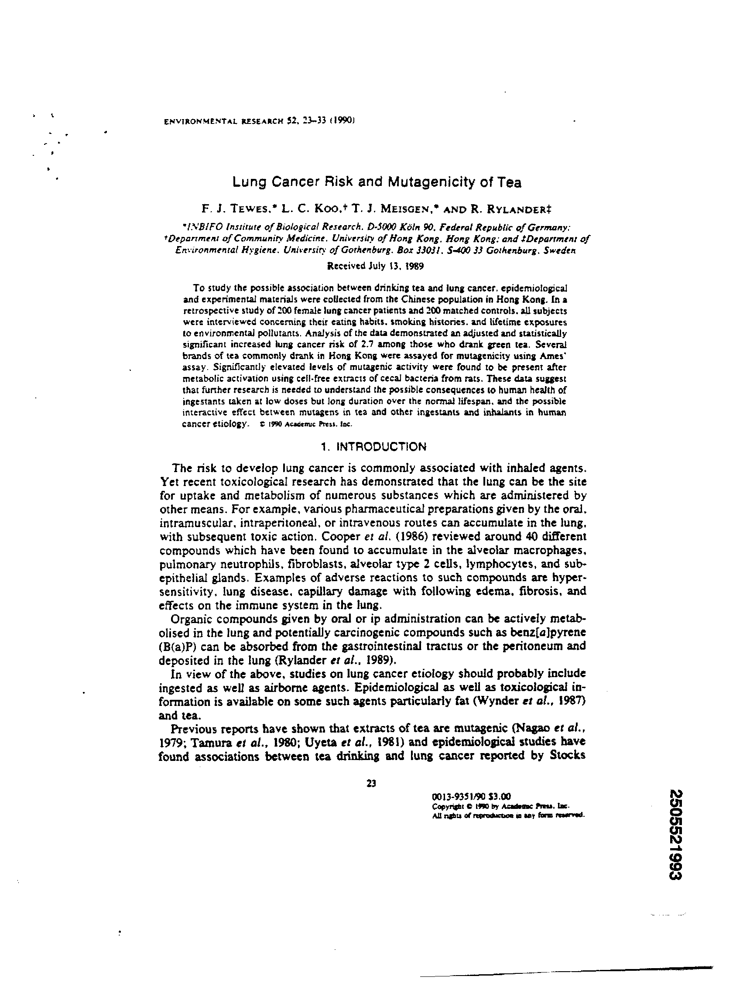 ENVIRONMENTAL RESEARCH 52, 23–33 (1990)
Lung Cancer Risk and Mutagenicity of Tea
F. J. TEWES,* L. C. KOO,† T. J. MEISGEN,* AND R. RYLANDER‡
*INBIFO Institute of Biological Research, D-5000 Köln 90, Federal Republic of Germany;
†Department of Community Medicine, University of Hong Kong, Hong Kong; and ‡Department of
Environmental Hygiene, University of Gothenburg, Box 33031, S-400 33 Gothenburg, Sweden
Received July 13, 1989
To study the possible association between drinking tea and lung cancer, epidemiological
and experimental materials were collected from the Chinese population in Hong Kong. In a
retrospective study of 200 female lung cancer patients and 200 matched controls, all subjects
were interviewed concerning their eating habits, smoking histories, and lifetime exposures
to environmental pollutants. Analysis of the data demonstrated an adjusted and statistically
significant increased lung cancer risk of 2.7 among those who drank green tea. Several
brands of tea commonly drank in Hong Kong were assayed for mutagenicity using Ames'
assay. Significantly elevated levels of mutagenic activity were found to be present after
metabolic activation using cell-free extracts of cecal bacteria from rats. These data suggest
that further research is needed to understand the possible consequences to human health of
ingestants taken at low doses but long duration over the normal lifespan, and the possible
interactive effect between mutagens in tea and other ingestants and inhalants in human
cancer etiology. © 1990 Academic Press, Inc.
1. INTRODUCTION
The risk to develop lung cancer is commonly associated with inhaled agents.
Yet recent toxicological research has demonstrated that the lung can be the site
for uptake and metabolism of numerous substances which are administered by
other means. For example, various pharmaceutical preparations given by the oral,
intramuscular, intraperitoneal, or intravenous routes can accumulate in the lung,
with subsequent toxic action. Cooper et al. (1986) reviewed around 40 different
compounds which have been found to accumulate in the alveolar macrophages,
pulmonary neutrophils, fibroblasts, alveolar type 2 cells, lymphocytes, and sub-
epithelial glands. Examples of adverse reactions to such compounds are hyper-
sensitivity, lung disease, capillary damage with following edema, fibrosis, and
effects on the immune system in the lung.
Organic compounds given by oral or ip administration can be actively metab-
olised in the lung and potentially carcinogenic compounds such as benz[a]pyrene
(B(a)P) can be absorbed from the gastrointestinal tractus or the peritoneum and
deposited in the lung (Rylander et al., 1989).
In view of the above, studies on lung cancer etiology should probably include
ingested as well as airborne agents. Epidemiological as well as toxicological in-
formation is available on some such agents particularly fat (Wynder et al., 1987)
and tea.
Previous reports have shown that extracts of tea are mutagenic (Nagao et al.,
1979; Tamura et al., 1980; Uyeta et al., 1981) and epidemiological studies have
found associations between tea drinking and lung cancer reported by Stocks
23
0013-9351/90 $3.00
Copyright © 1990 by Academic Press, Inc.
All rights of reproduction in any form reserved.
2505521993